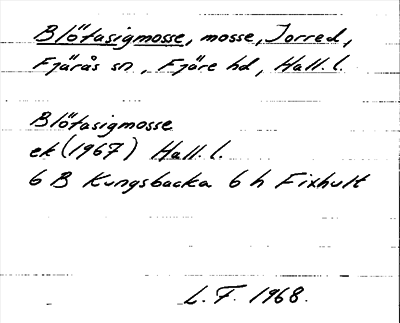 Blötasigmosse, mosse, Torred,
Fjärås sn, Fjäre hd, Hall. l.
Blötasigmosse
ek (1967) Hall. l.
6 B Kungsbacka 6 h Fixhult
L. F. 1968.